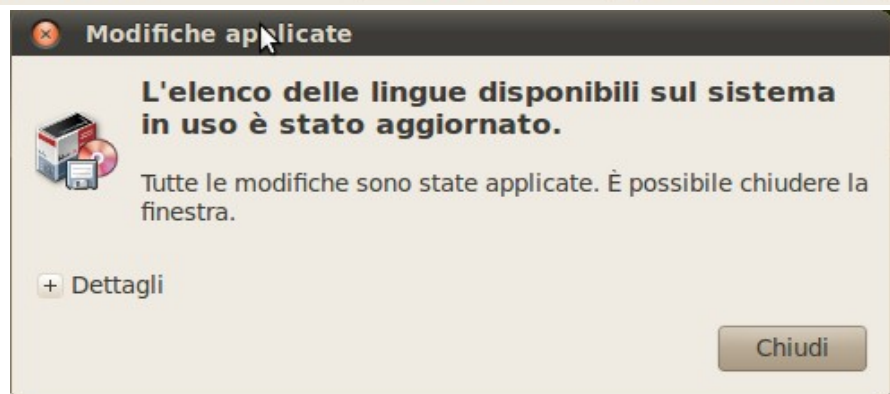 Modifiche applicate
L'elenco delle lingue disponibili sul sistema
in uso è stato aggiornato.
Tutte le modifiche sono state applicate. È possibile chiudere la
finestra.
Dettagli
Chiudi